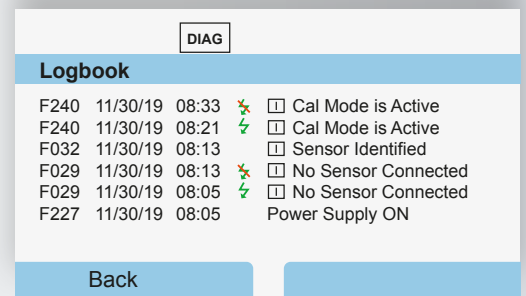 DIAG
Logbook
F240 11/30/19 08:33 I Cal Mode is Active
F240 11/30/19 08:21 I Cal Mode is Active
F032 11/30/19 08:13 I Sensor Identified
F029 11/30/19 08:13 I No Sensor Connected
F029 11/30/19 08:05 I No Sensor Connected
F227 11/30/19 08:05 Power Supply ON
Back